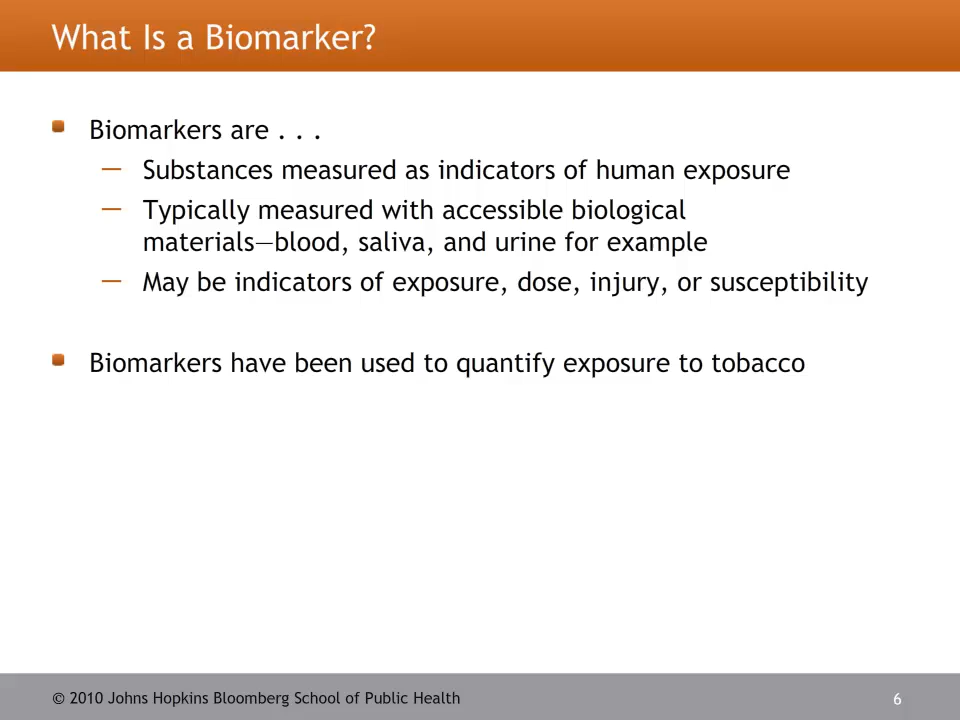 What Is a Biomarker?
Biomarkers are . . .
— Substances measured as indicators of human exposure
— Typically measured with accessible biological
materials—blood, saliva, and urine for example
— May be indicators of exposure, dose, injury, or susceptibility
Biomarkers have been used to quantify exposure to tobacco
© 2010 Johns Hopkins Bloomberg School of Public Health
6